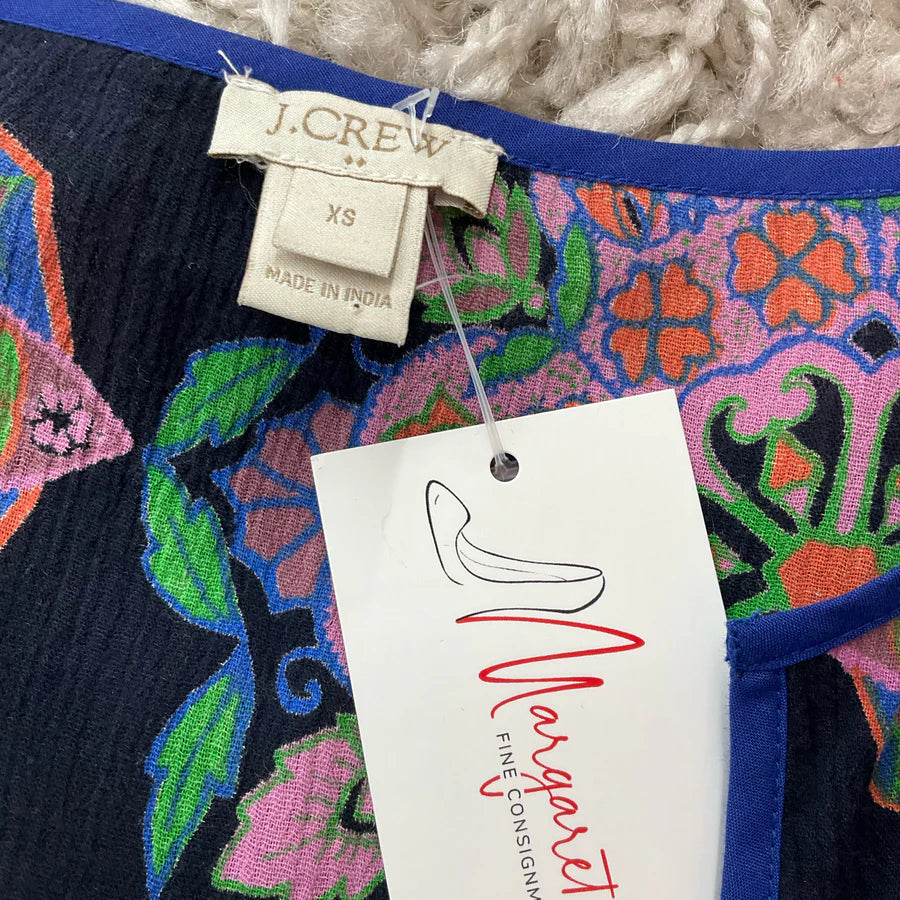 J.CREW
XS
MADE IN INDIA
Margaret
FINE CONSIGNM